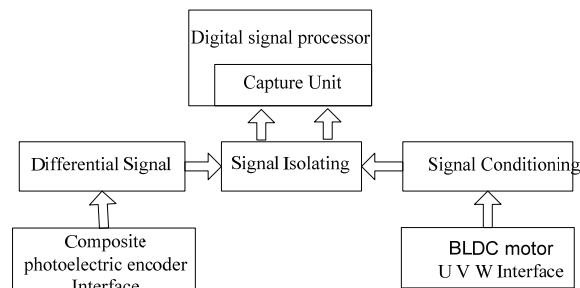 Digital signal processor
Capture Unit
Differential Signal
Signal Isolating
Signal Conditioning
Composite
photoelectric encoder
Interface
BLDC motor
U V W Interface